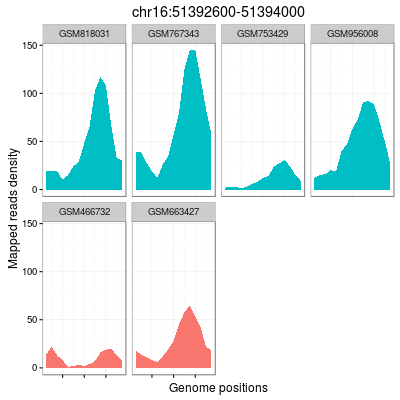 chr16:51392600-51394000
GSM818031 GSM767343 GSM753429 GSM956008
150
100
50
0
GSM466732 GSM663427
150
100
50
0
Mapped reads density
Genome positions